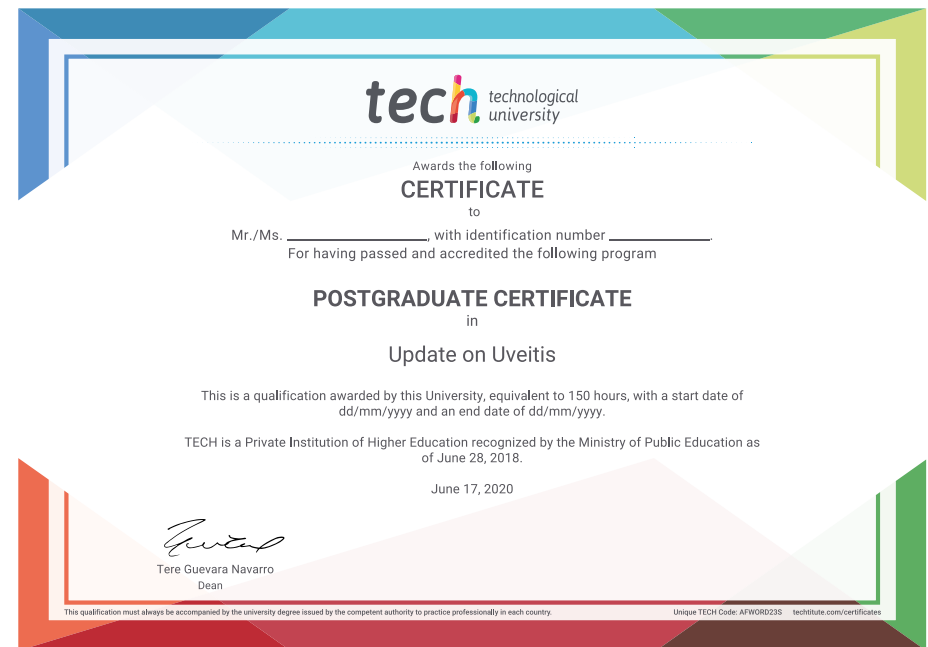 tech technological
university
Awards the following
CERTIFICATE
to
Mr./Ms. ____________________, with identification number ______________.
For having passed and accredited the following program
POSTGRADUATE CERTIFICATE
in
Update on Uveitis
This is a qualification awarded by this University, equivalent to 150 hours, with a start date of
dd/mm/yyyy and an end date of dd/mm/yyyy.
TECH is a Private Institution of Higher Education recognized by the Ministry of Public Education as
of June 28, 2018.
June 17, 2020
Tere Guevara Navarro
Dean
This qualification must always be accompanied by the university degree issued by the competent authority to practice professionally in each country.
Unique TECH Code: AFWORD23S techtitute.com/certificates